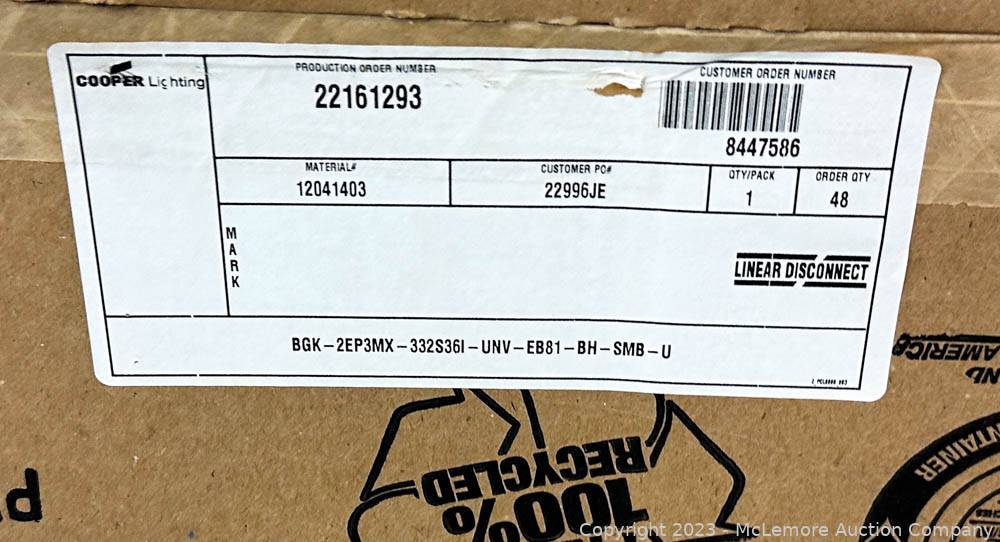 COOPER Lighting
PRODUCTION ORDER NUMBER
22161293
CUSTOMER ORDER NUMBER
8447586
MATERIAL#
12041403
CUSTOMER PO#
22996JE
QTY/PACK
1
ORDER QTY
48
MARK
LINEAR DISCONNECT
BGK-2EP3MX-332S36I-UNV-EB81-BH-SMB-U
AMERICA
RECYCLED
100%
Copyright 2023 - McLemore Auction Company